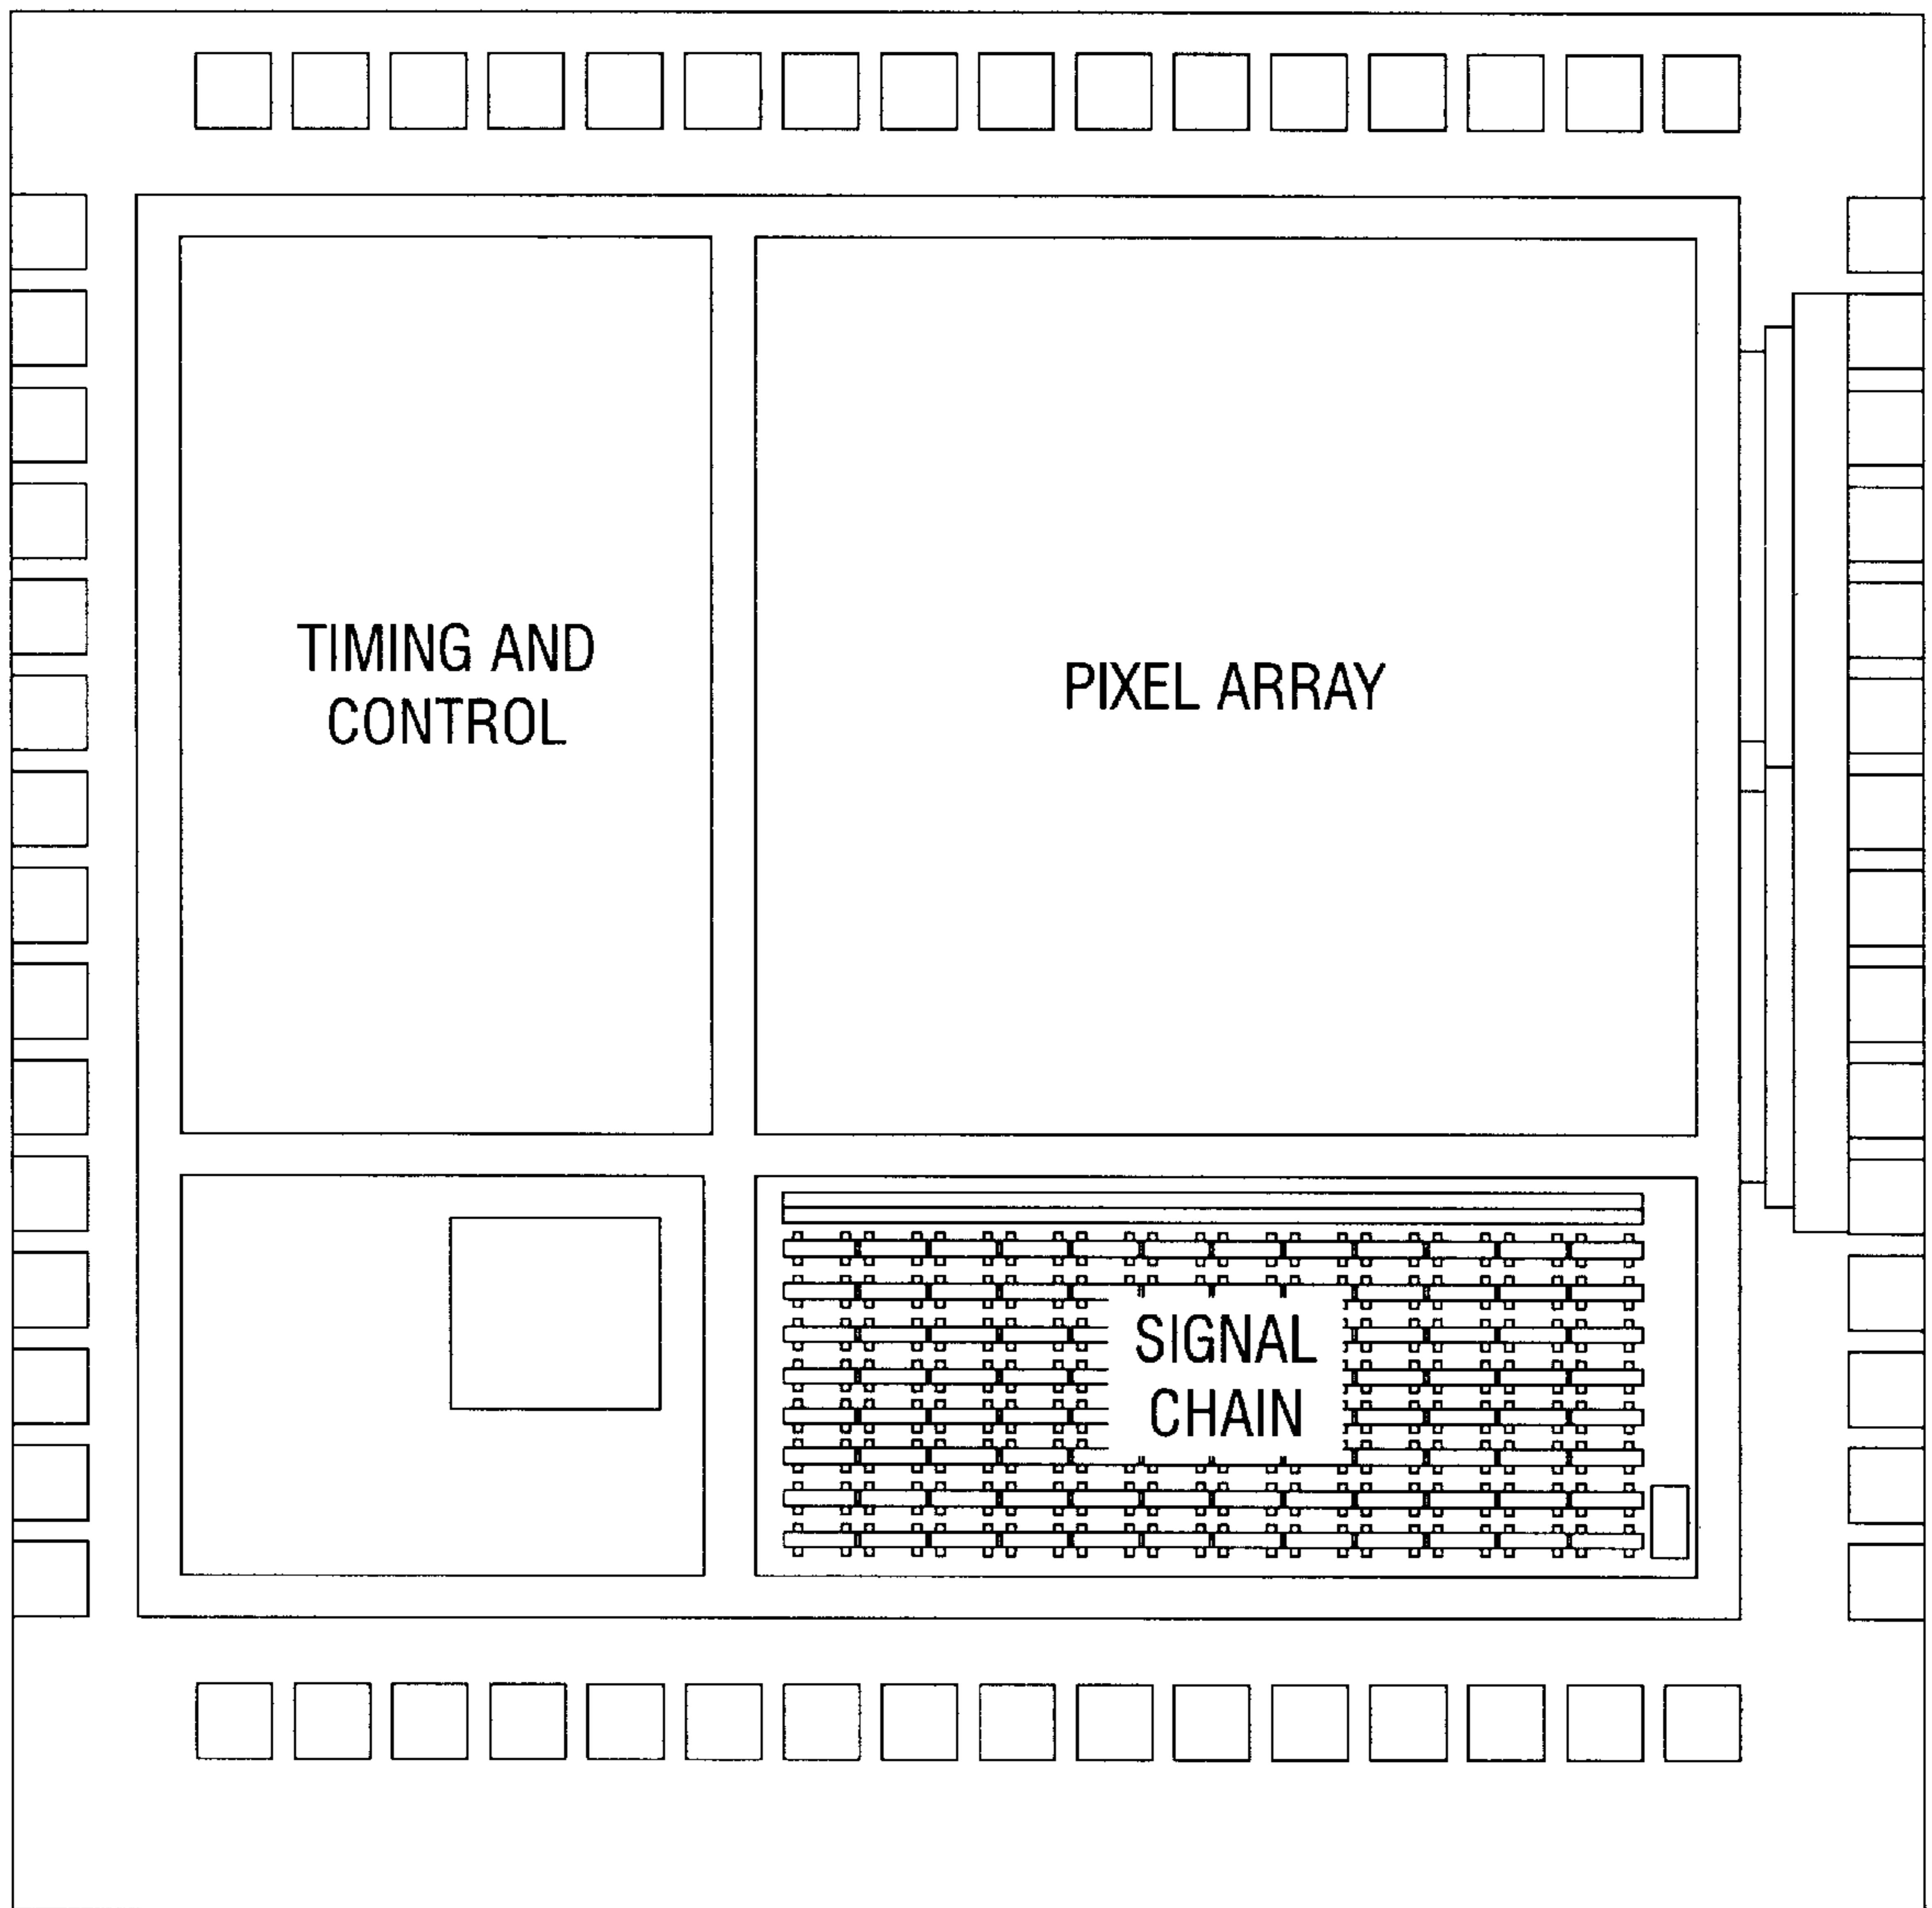 TIMING AND
CONTROL
PIXEL ARRAY
SIGNAL
CHAIN